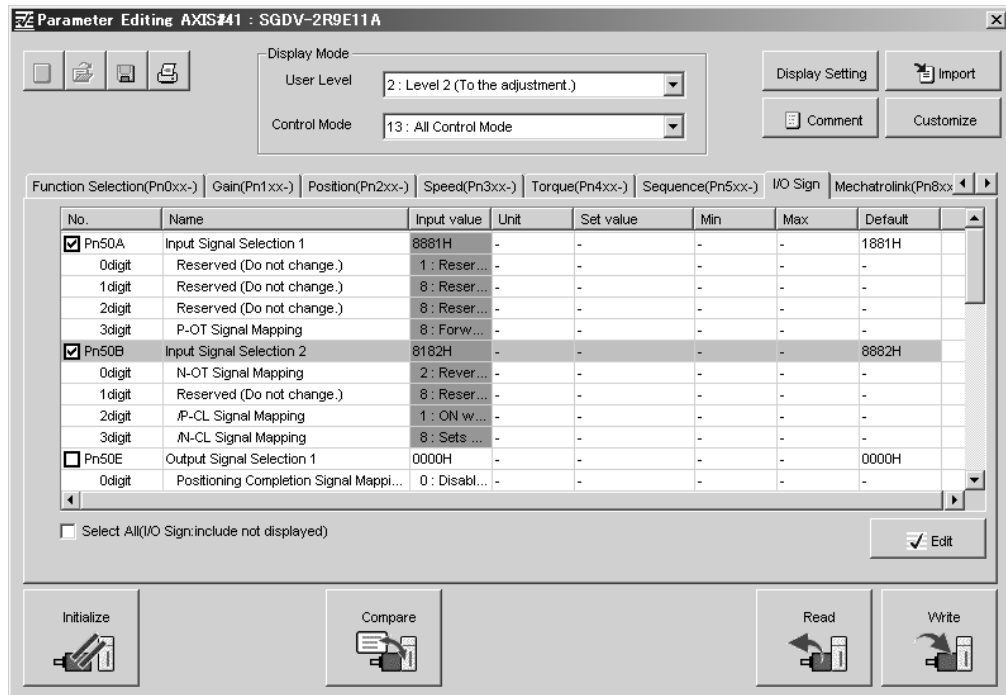 Parameter Editing AXIS#41 : SGDV-2R9E11A
Display Mode
User Level 2 : Level 2 (To the adjustment.)
Control Mode 13 : All Control Mode
Display Setting Import
Comment Customize
Function Selection(Pn0xx-) Gain(Pn1xx-) Position(Pn2xx-) Speed(Pn3xx-) Torque(Pn4xx-) Sequence(Pn5xx-) I/O Sign Mechatrolink(Pn8xx
No. Name Input value Unit Set value Min Max Default
Pn50A Input Signal Selection 1 8881H - - - - 1881H
0digit Reserved (Do not change.) 1 : Reser... - - - - -
1digit Reserved (Do not change.) 8 : Reser... - - - - -
2digit Reserved (Do not change.) 8 : Reser... - - - - -
3digit P-OT Signal Mapping 8 : Forw... - - - - -
Pn50B Input Signal Selection 2 8182H - - - - 8882H
0digit N-OT Signal Mapping 2 : Rever... - - - - -
1digit Reserved (Do not change.) 8 : Reser... - - - - -
2digit /P-CL Signal Mapping 1 : ON w... - - - - -
3digit /N-CL Signal Mapping 8 : Sets ... - - - - -
Pn50E Output Signal Selection 1 0000H - - - - 0000H
0digit Positioning Completion Signal Mappi... 0 : Disabl... - - - - -
Select All(I/O Sign:include not displayed)
Edit
Initialize Compare Read Write